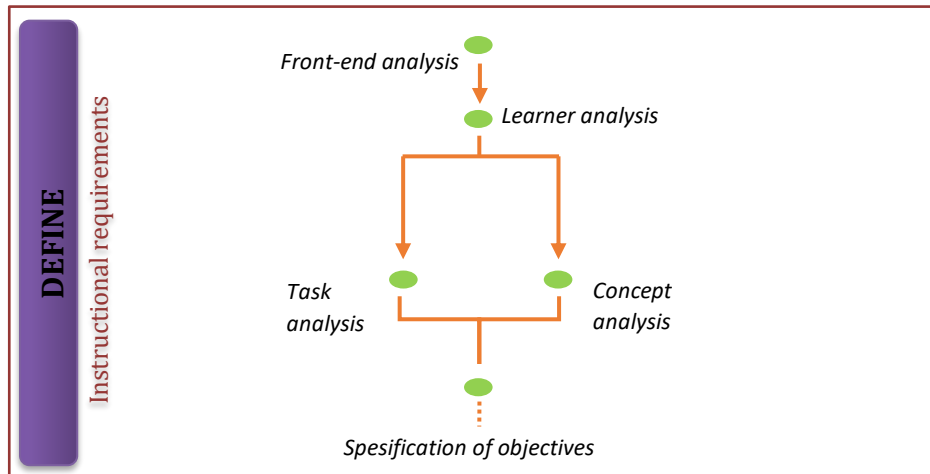 DEFINE
Instructional requirements
Front-end analysis
Learner analysis
Task
analysis
Concept
analysis
Spesification of objectives